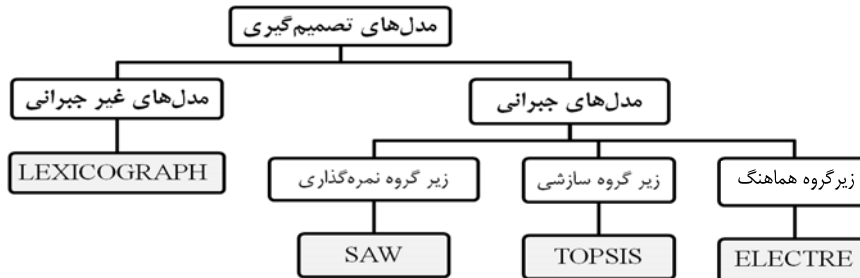 مدل‌های تصمیم‌گیری
مدل‌های جبرانی
مدل‌های غیر جبرانی
زیرگروه هماهنگ
زیر گروه سازشی
زیر گروه نمره‌گذاری
LEXICOGRAPH
ELECTRE
TOPSIS
SAW